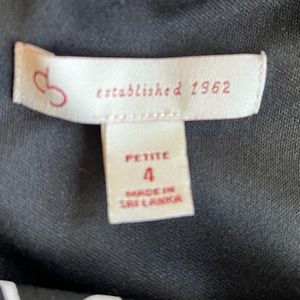 established 1962
PETITE
4
MADE IN
SRI LANKA